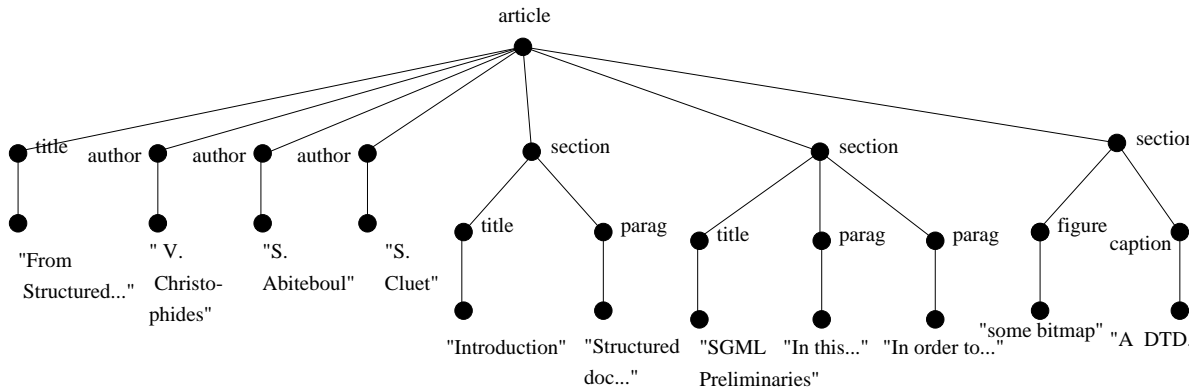 article
title
author
author
author
section
section
section
"From
Structured..."
" V.
Christo-
phides"
"S.
Abiteboul"
"S.
Cluet"
title
parag
title
parag
parag
figure
caption
"Introduction"
"Structured
doc..."
"SGML
Preliminaries"
"In this..."
"In order to..."
"some bitmap"
"A DTD.